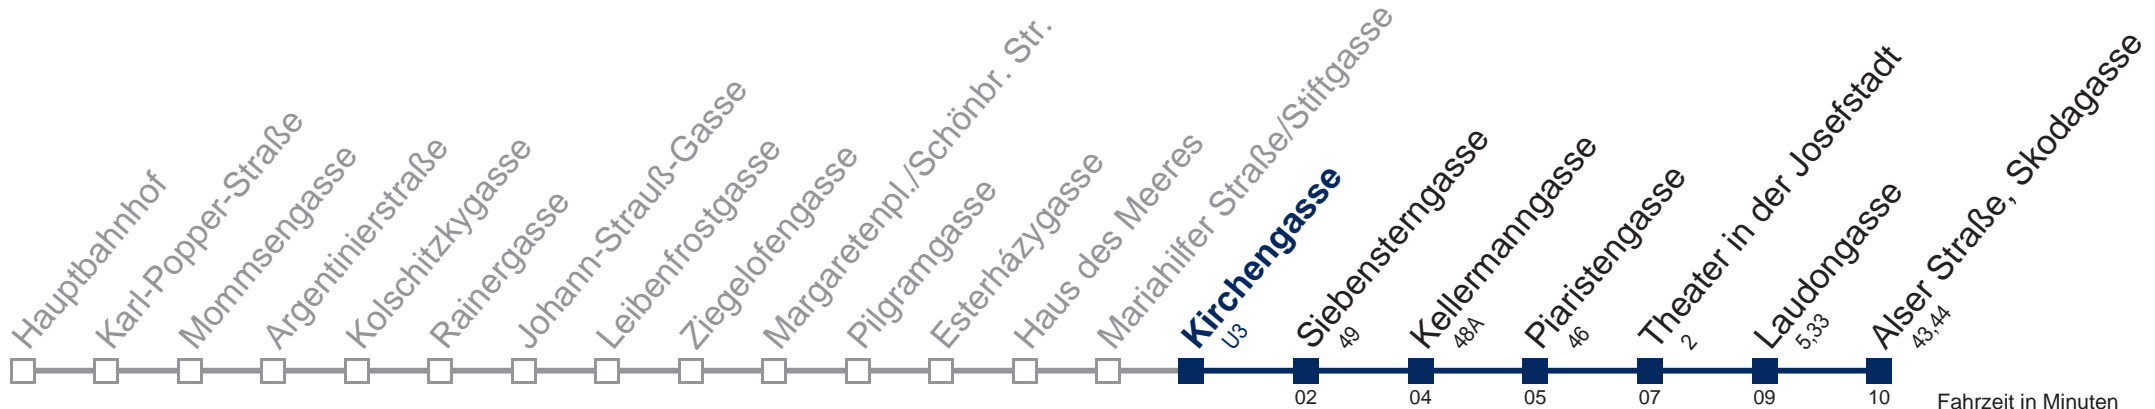 Hauptbahnhof
Karl-Popper-Straße
Mommsengasse
Argentinierstraße
Kolschitzkygasse
Rainergasse
Johann-Strauß-Gasse
Leibenfrostgasse
Ziegelofengasse
Margaretenpl./Schönbr. Str.
Pilgramgasse
Esterházygasse
Haus des Meeres
Mariahilfer Straße/Stiftgasse
Kirchengasse
U3
Siebensterngasse
49
Kellermanngasse
48A
Piaristengasse
46
Theater in der Josefstadt
2
Laudongasse
5,33
Alser Straße, Skodagasse
43,44
02 04 05 07 09 10 Fahrzeit in Minuten